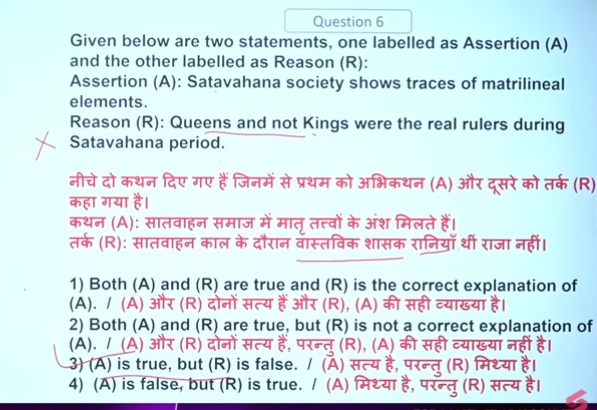 Question 6
Given below are two statements, one labelled as Assertion (A)
and the other labelled as Reason (R):
Assertion (A): Satavahana society shows traces of matrilineal
elements.
Reason (R): Queens and not Kings were the real rulers during
Satavahana period.
नीचे दो कथन दिए गए हैं जिनमें से प्रथम को अभिकथन (A) और दूसरे को तर्क (R)
कहा गया है।
कथन (A): सातवाहन समाज में मातृ तत्त्वों के अंश मिलते हैं।
तर्क (R): सातवाहन काल के दौरान वास्तविक शासक रानियाँ थीं राजा नहीं।
1) Both (A) and (R) are true and (R) is the correct explanation of
(A). / (A) और (R) दोनों सत्य हैं और (R), (A) की सही व्याख्या है।
2) Both (A) and (R) are true, but (R) is not a correct explanation of
(A). / (A) और (R) दोनों सत्य हैं, परन्तु (R), (A) की सही व्याख्या नहीं है।
3) (A) is true, but (R) is false. / (A) सत्य है, परन्तु (R) मिथ्या है।
4) (A) is false, but (R) is true. / (A) मिथ्या है, परन्तु (R) सत्य है।